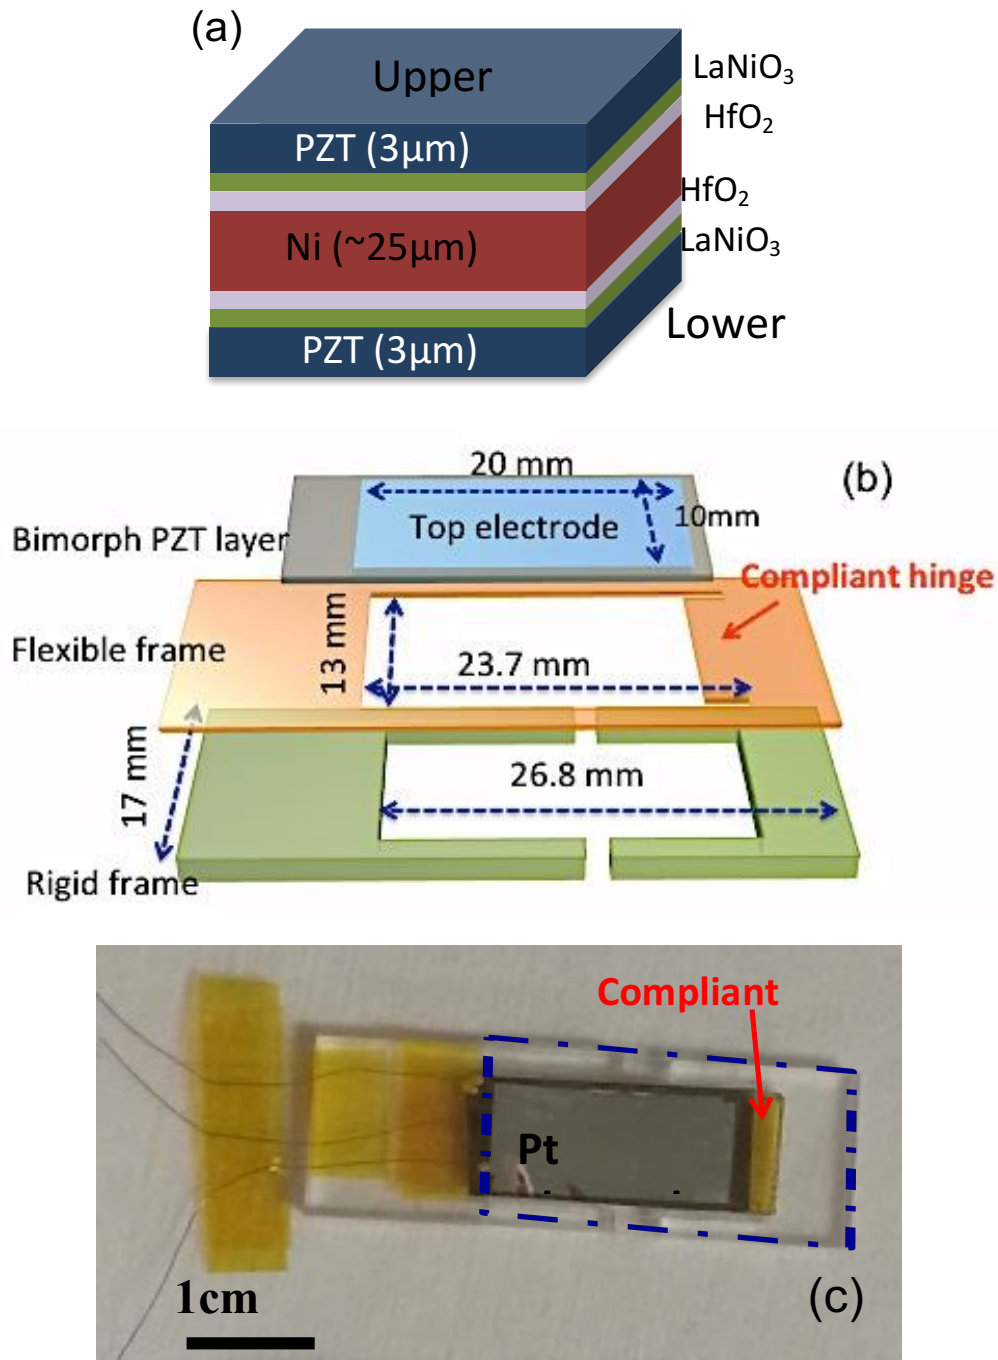 (a)
Upper
LaNiO₃
HfO₂
PZT (3µm)
HfO₂
Ni (~25µm)
LaNiO₃
Lower
PZT (3µm)
20 mm
(b)
10mm
Top electrode
Bimorph PZT layer
Compliant hinge
13 mm
Flexible frame
23.7 mm
17 mm
26.8 mm
Rigid frame
Compliant
Pt
1cm
(c)